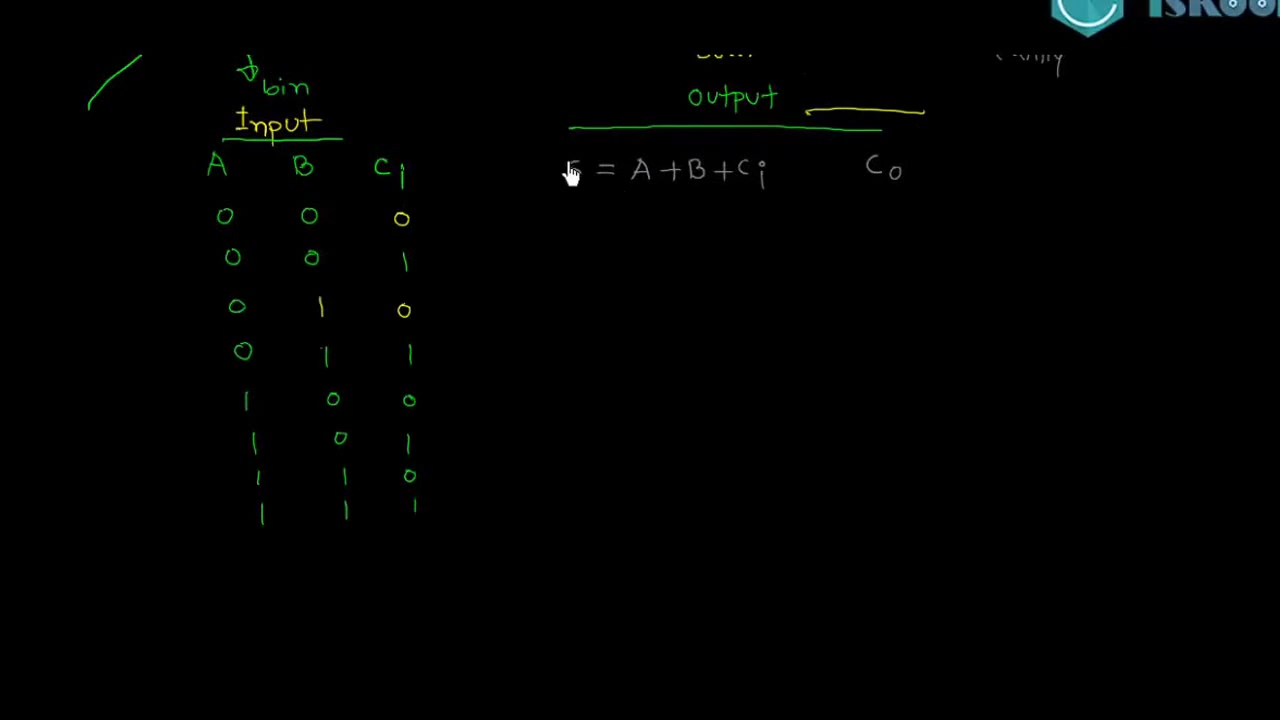 bin
Input
output
A B Ci
= A + B + Ci Co
0 0 0
0 0 1
0 1 0
0 1 1
1 0 0
1 0 1
1 1 0
1 1 1